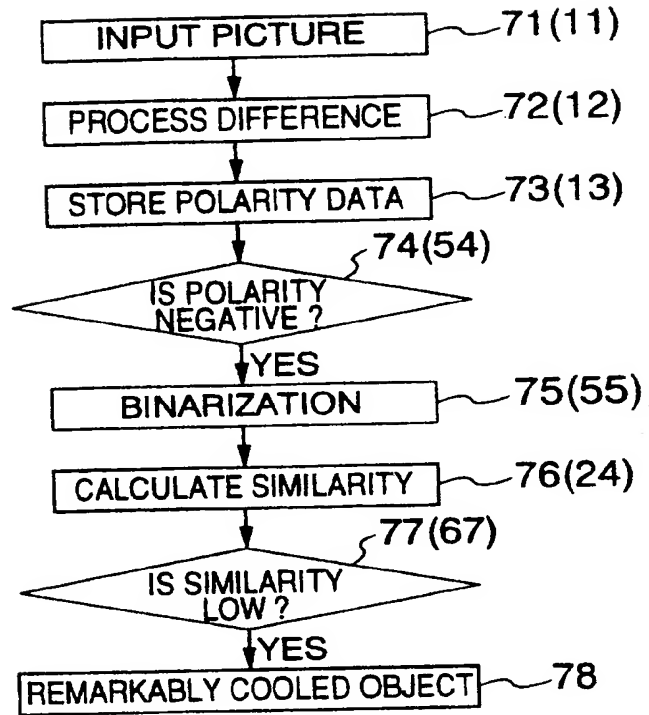 INPUT PICTURE
71(11)
PROCESS DIFFERENCE
72(12)
STORE POLARITY DATA
73(13)
74(54)
IS POLARITY
NEGATIVE ?
YES
BINARIZATION
75(55)
CALCULATE SIMILARITY
76(24)
77(67)
IS SIMILARITY
LOW ?
YES
REMARKABLY COOLED OBJECT
78